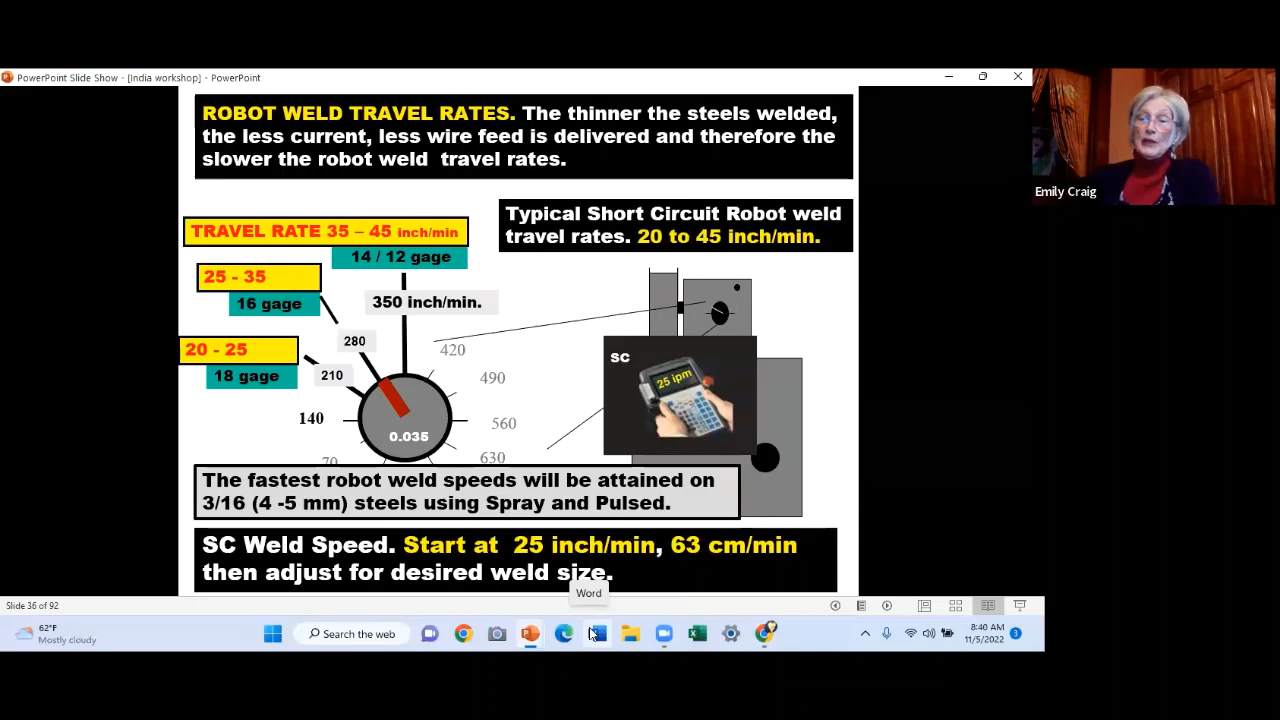 PowerPoint Slide Show - [India workshop] - PowerPoint
ROBOT WELD TRAVEL RATES. The thinner the steels welded,
the less current, less wire feed is delivered and therefore the
slower the robot weld travel rates.
Emily Craig
Typical Short Circuit Robot weld
travel rates. 20 to 45 inch/min.
TRAVEL RATE 35 – 45 inch/min
14 / 12 gage
25 - 35
16 gage
350 inch/min.
280
420
20 - 25
18 gage
210
490
SC
25 ipm
140
560
0.035
70
630
The fastest robot weld speeds will be attained on
3/16 (4 -5 mm) steels using Spray and Pulsed.
SC Weld Speed. Start at 25 inch/min, 63 cm/min
then adjust for desired weld size.
Word
Slide 36 of 92
62°F
Mostly cloudy
Search the web
8:40 AM
11/5/2022
3